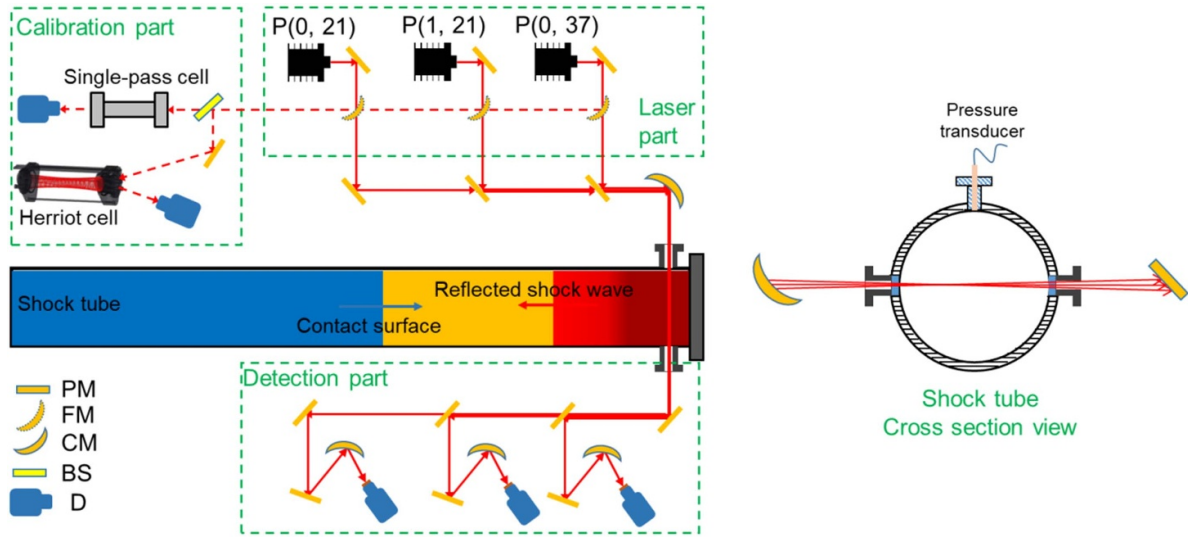 Calibration part
Single-pass cell
Herriot cell
P(0, 21)
P(1, 21)
P(0, 37)
Laser
part
Shock tube
Reflected shock wave
Contact surface
Detection part
PM
FM
CM
BS
D
Pressure
transducer
Shock tube
Cross section view